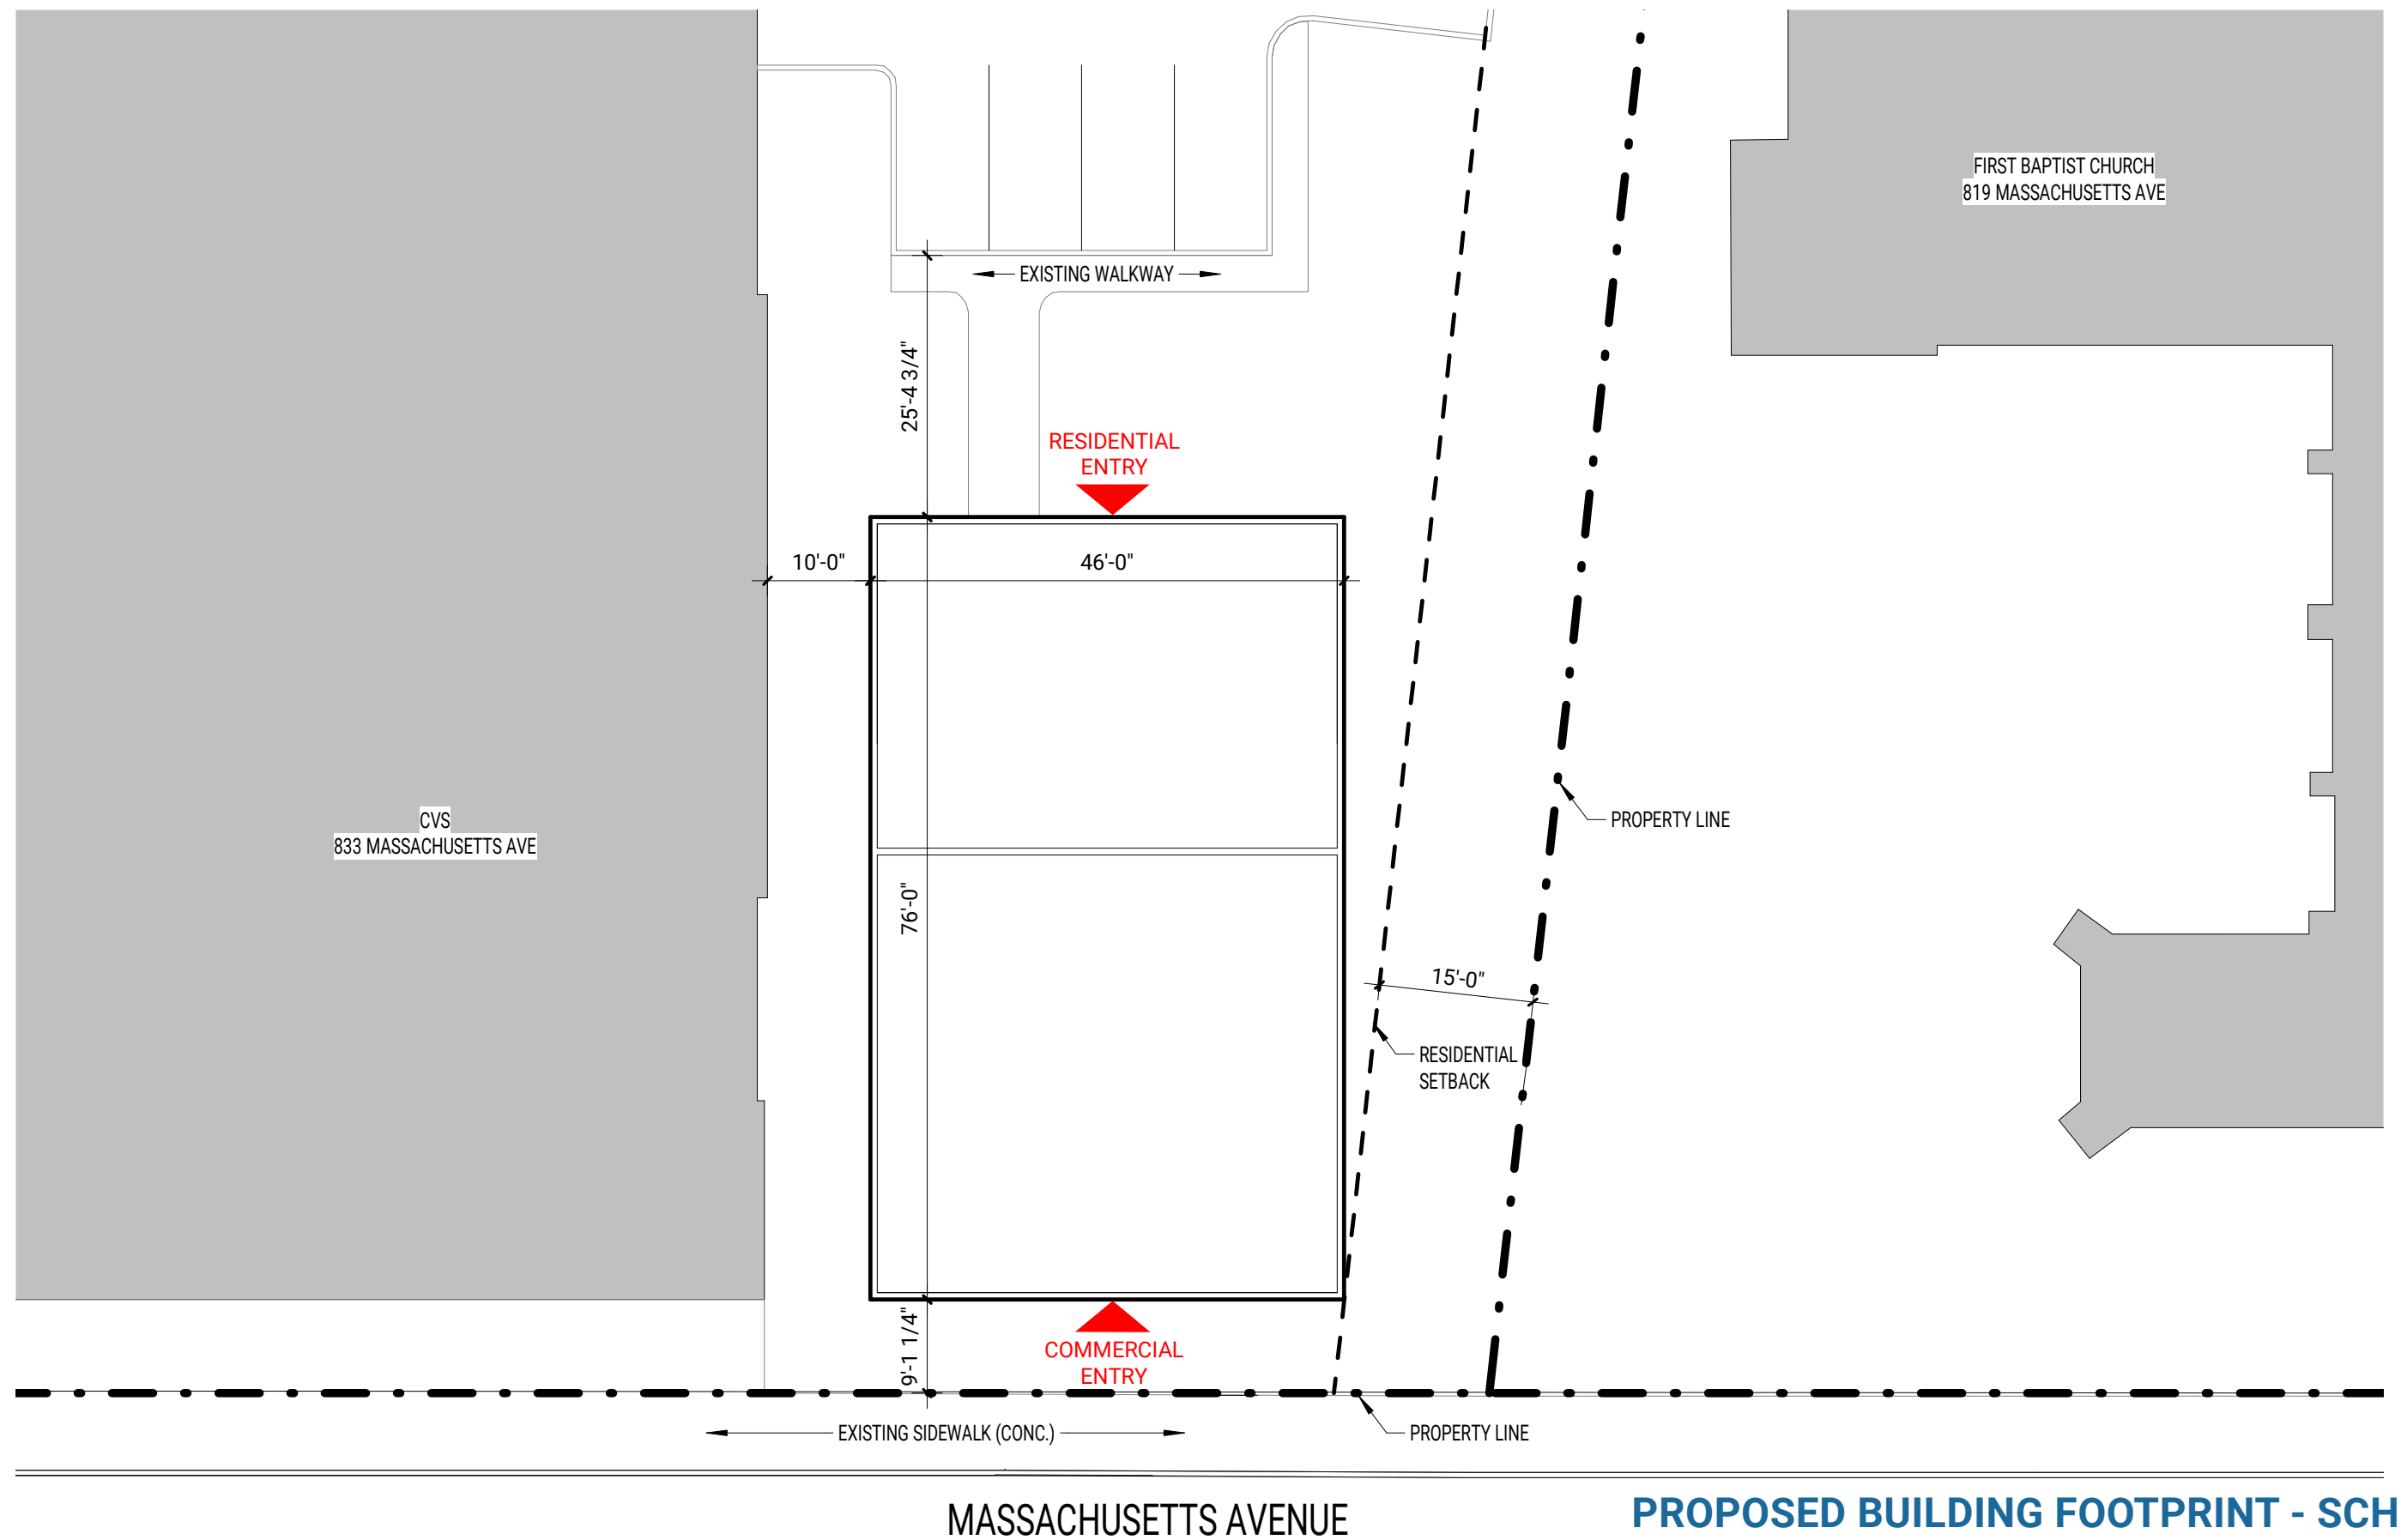 FIRST BAPTIST CHURCH
819 MASSACHUSETTS AVE
EXISTING WALKWAY
25'-4 3/4"
RESIDENTIAL
ENTRY
10'-0"
46'-0"
CVS
833 MASSACHUSETTS AVE
PROPERTY LINE
76'-0"
15'-0"
RESIDENTIAL
SETBACK
9'-1 1/4"
COMMERCIAL
ENTRY
EXISTING SIDEWALK (CONC.)
PROPERTY LINE
MASSACHUSETTS AVENUE
PROPOSED BUILDING FOOTPRINT - SCH